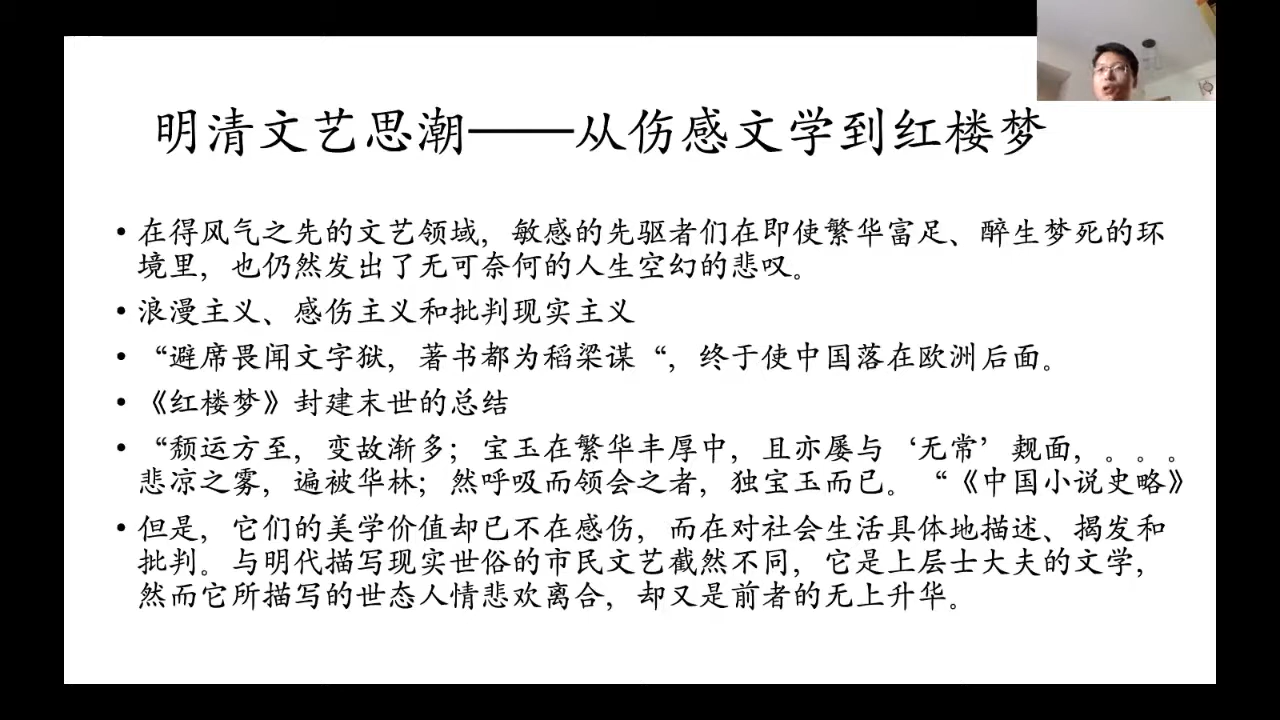 明清文艺思潮——从伤感文学到红楼梦
• 在得风气之先的文艺领域，敏感的先驱者们在即使繁华富足、醉生梦死的环
境里，也仍然发出了无可奈何的人生空幻的悲叹。
• 浪漫主义、感伤主义和批判现实主义
• “避席畏闻文字狱，著书都为稻梁谋“，终于使中国落在欧洲后面。
• 《红楼梦》封建末世的总结
• “颓运方至，变故渐多；宝玉在繁华丰厚中，且亦屡与‘无常’觌面，。。。
悲凉之雾，遍被华林；然呼吸而领会之者，独宝玉而已。“《中国小说史略》
• 但是，它们的美学价值却已不在感伤，而在对社会生活具体地描述、揭发和
批判。与明代描写现实世俗的市民文艺截然不同，它是上层士大夫的文学，
然而它所描写的世态人情悲欢离合，却又是前者的无上升华。